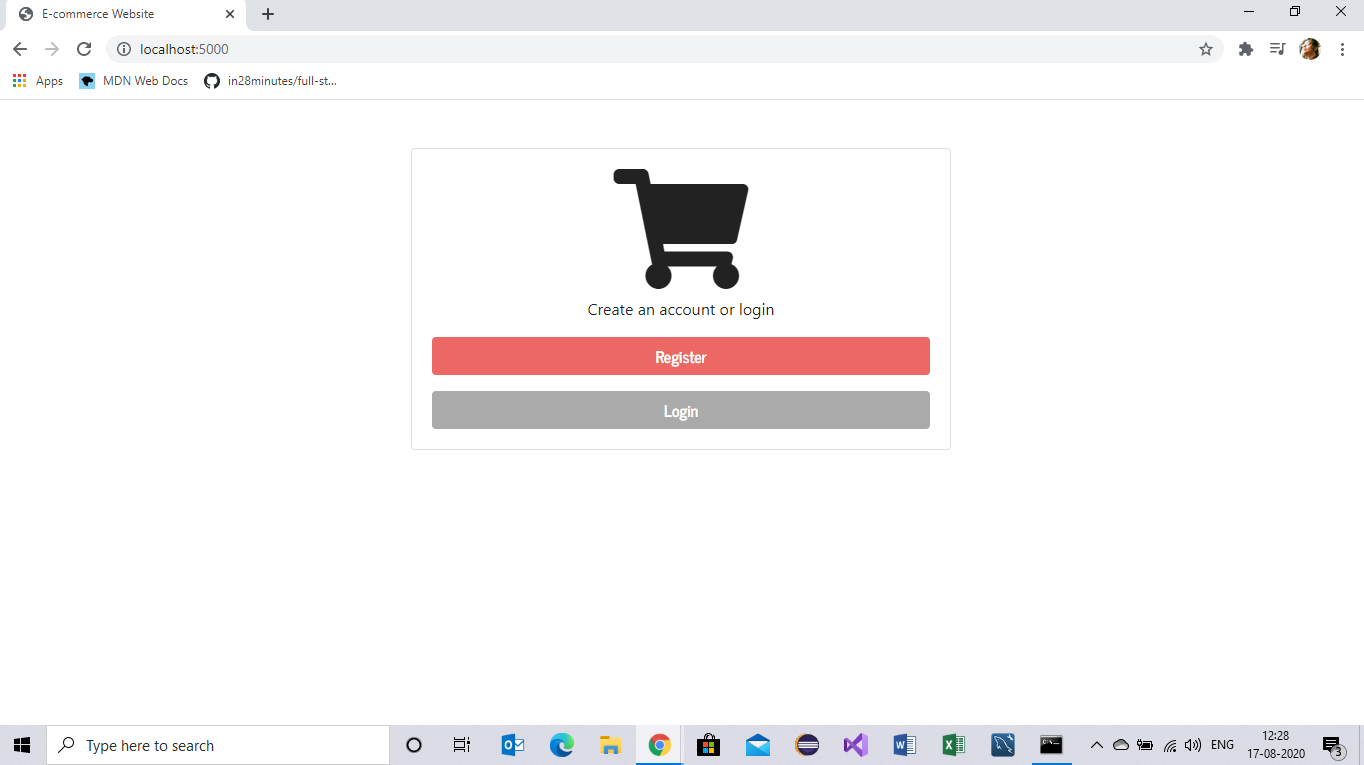 E-commerce Website
localhost:5000
Apps MDN Web Docs in28minutes/full-st...
Create an account or login
Register
Login
Type here to search
ENG
12:28
17-08-2020
3